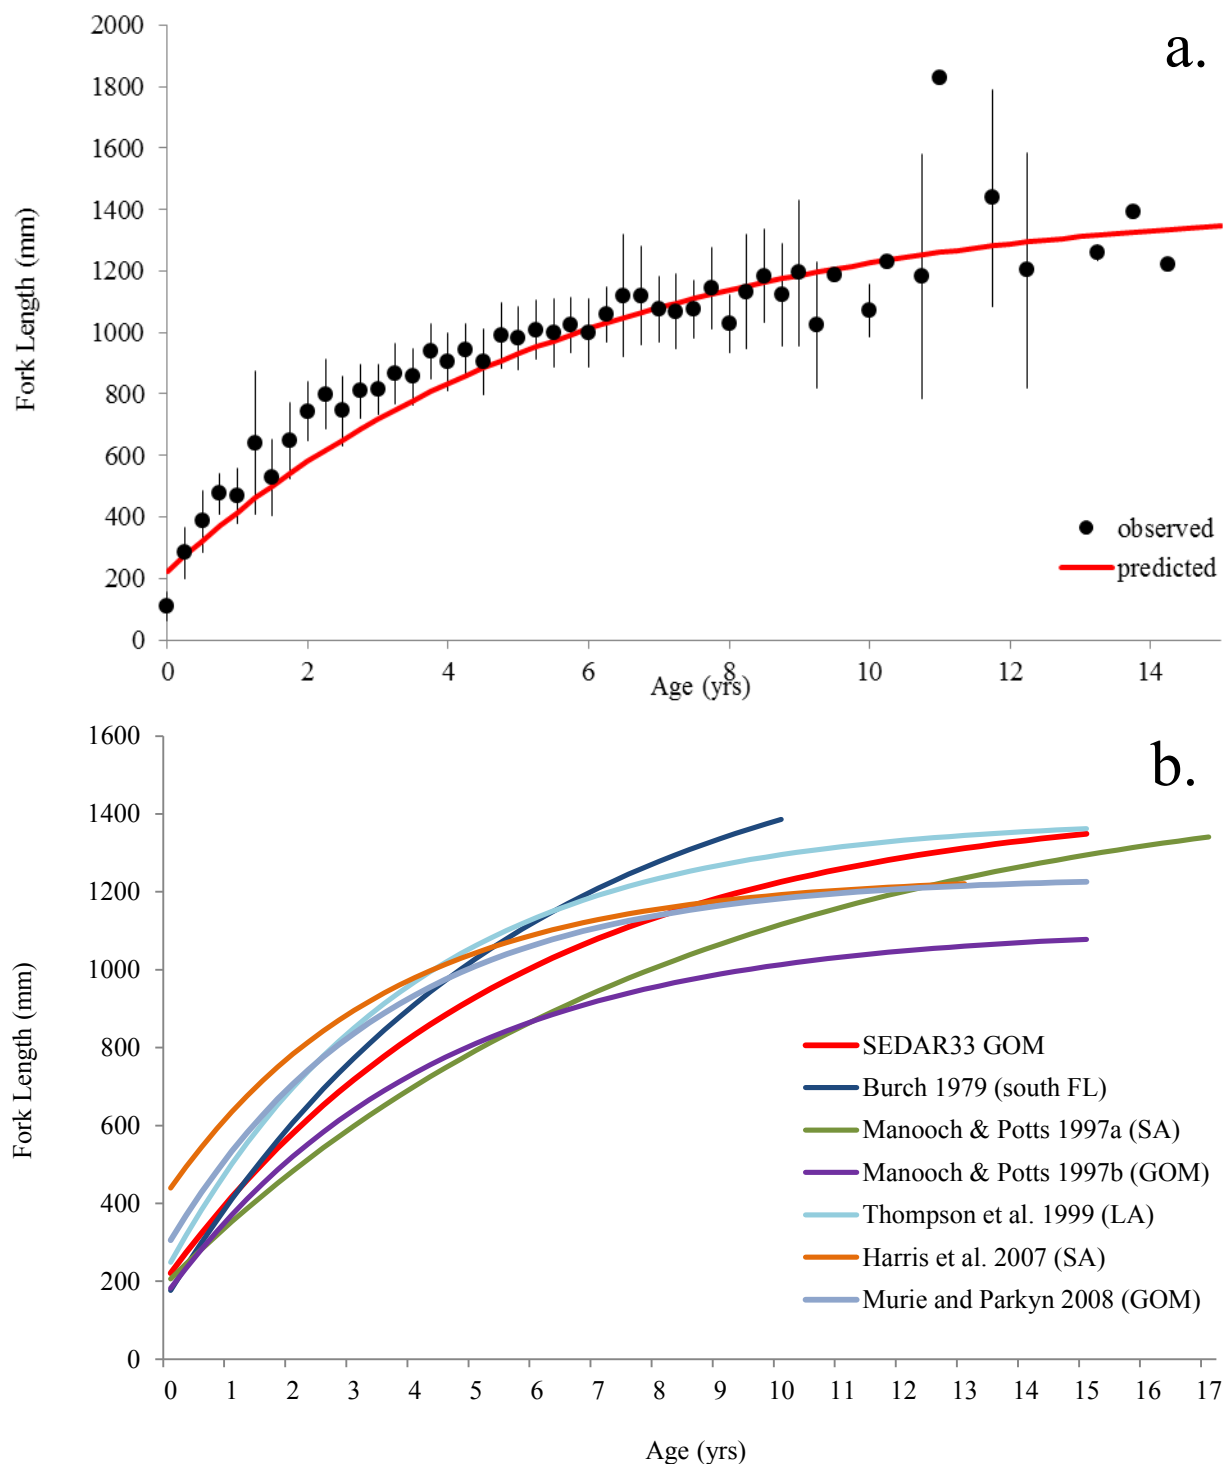 a.
2000
1800
1600
1400
1200
1000
800
600
400
200
0
Fork Length (mm)
observed
predicted
0 2 4 6 8 10 12 14
Age (yrs)
b.
1600
1400
1200
1000
800
600
400
200
0
Fork Length (mm)
SEDAR33 GOM
Burch 1979 (south FL)
Manooch & Potts 1997a (SA)
Manooch & Potts 1997b (GOM)
Thompson et al. 1999 (LA)
Harris et al. 2007 (SA)
Murie and Parkyn 2008 (GOM)
0 1 2 3 4 5 6 7 8 9 10 11 12 13 14 15 16 17
Age (yrs)